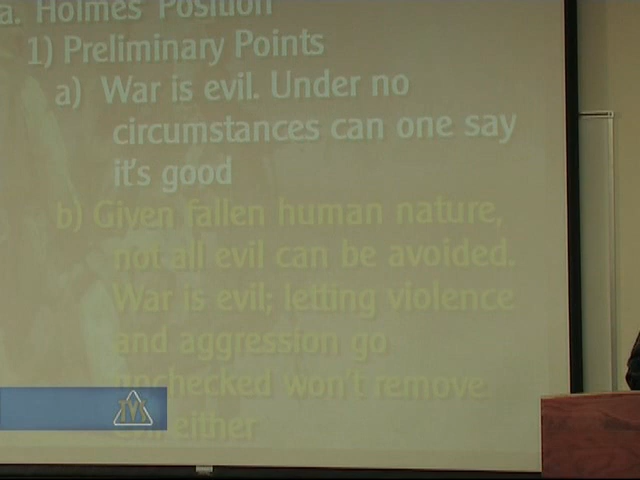 a. Holmes' Position
1) Preliminary Points
a) War is evil. Under no
circumstances can one say
it's good
b) Given fallen human nature,
not all evil can be avoided.
War is evil; letting violence
and aggression go
unchecked won't remove
evil either
TVS